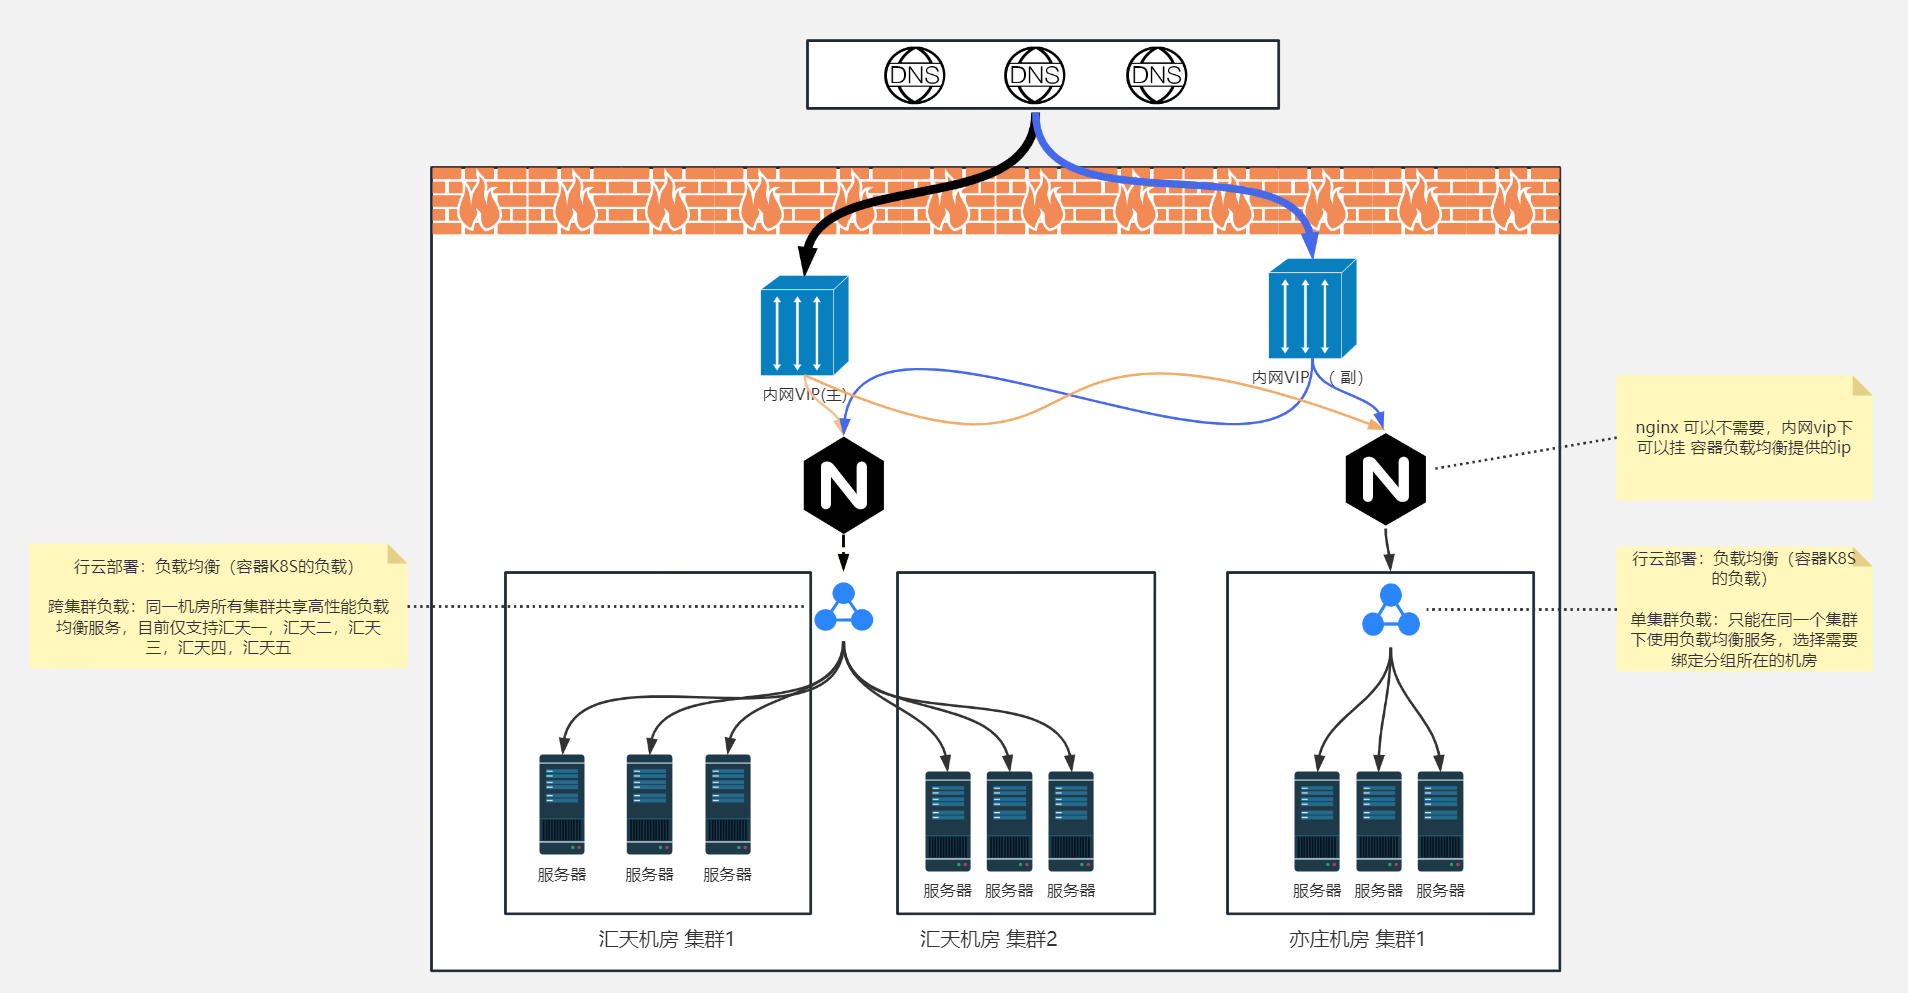 DNS
DNS
DNS
内网VIP(主)
内网VIP （ 副）
N
N
nginx 可以不需要，内网vip下
可以挂 容器负载均衡提供的ip
行云部署：负载均衡（容器K8S的负载）
跨集群负载：同一机房所有集群共享高性能负载
均衡服务，目前仅支持汇天一，汇天二，汇天
三，汇天四，汇天五
行云部署：负载均衡（容器K8S
的负载）
单集群负载：只能在同一个集群
下使用负载均衡服务，选择需要
绑定分组所在的机房
服务器
服务器
服务器
服务器
服务器
服务器
服务器
服务器
服务器
汇天机房 集群1
汇天机房 集群2
亦庄机房 集群1